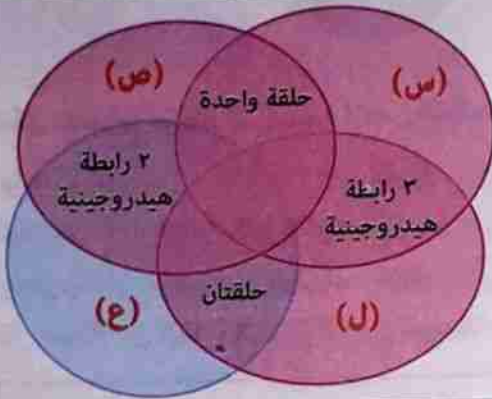 (ص)
(س)
حلقة واحدة
٢ رابطة
هيدروجينية
٣ رابطة
هيدروجينية
حلقتان
(ع)
(ل)